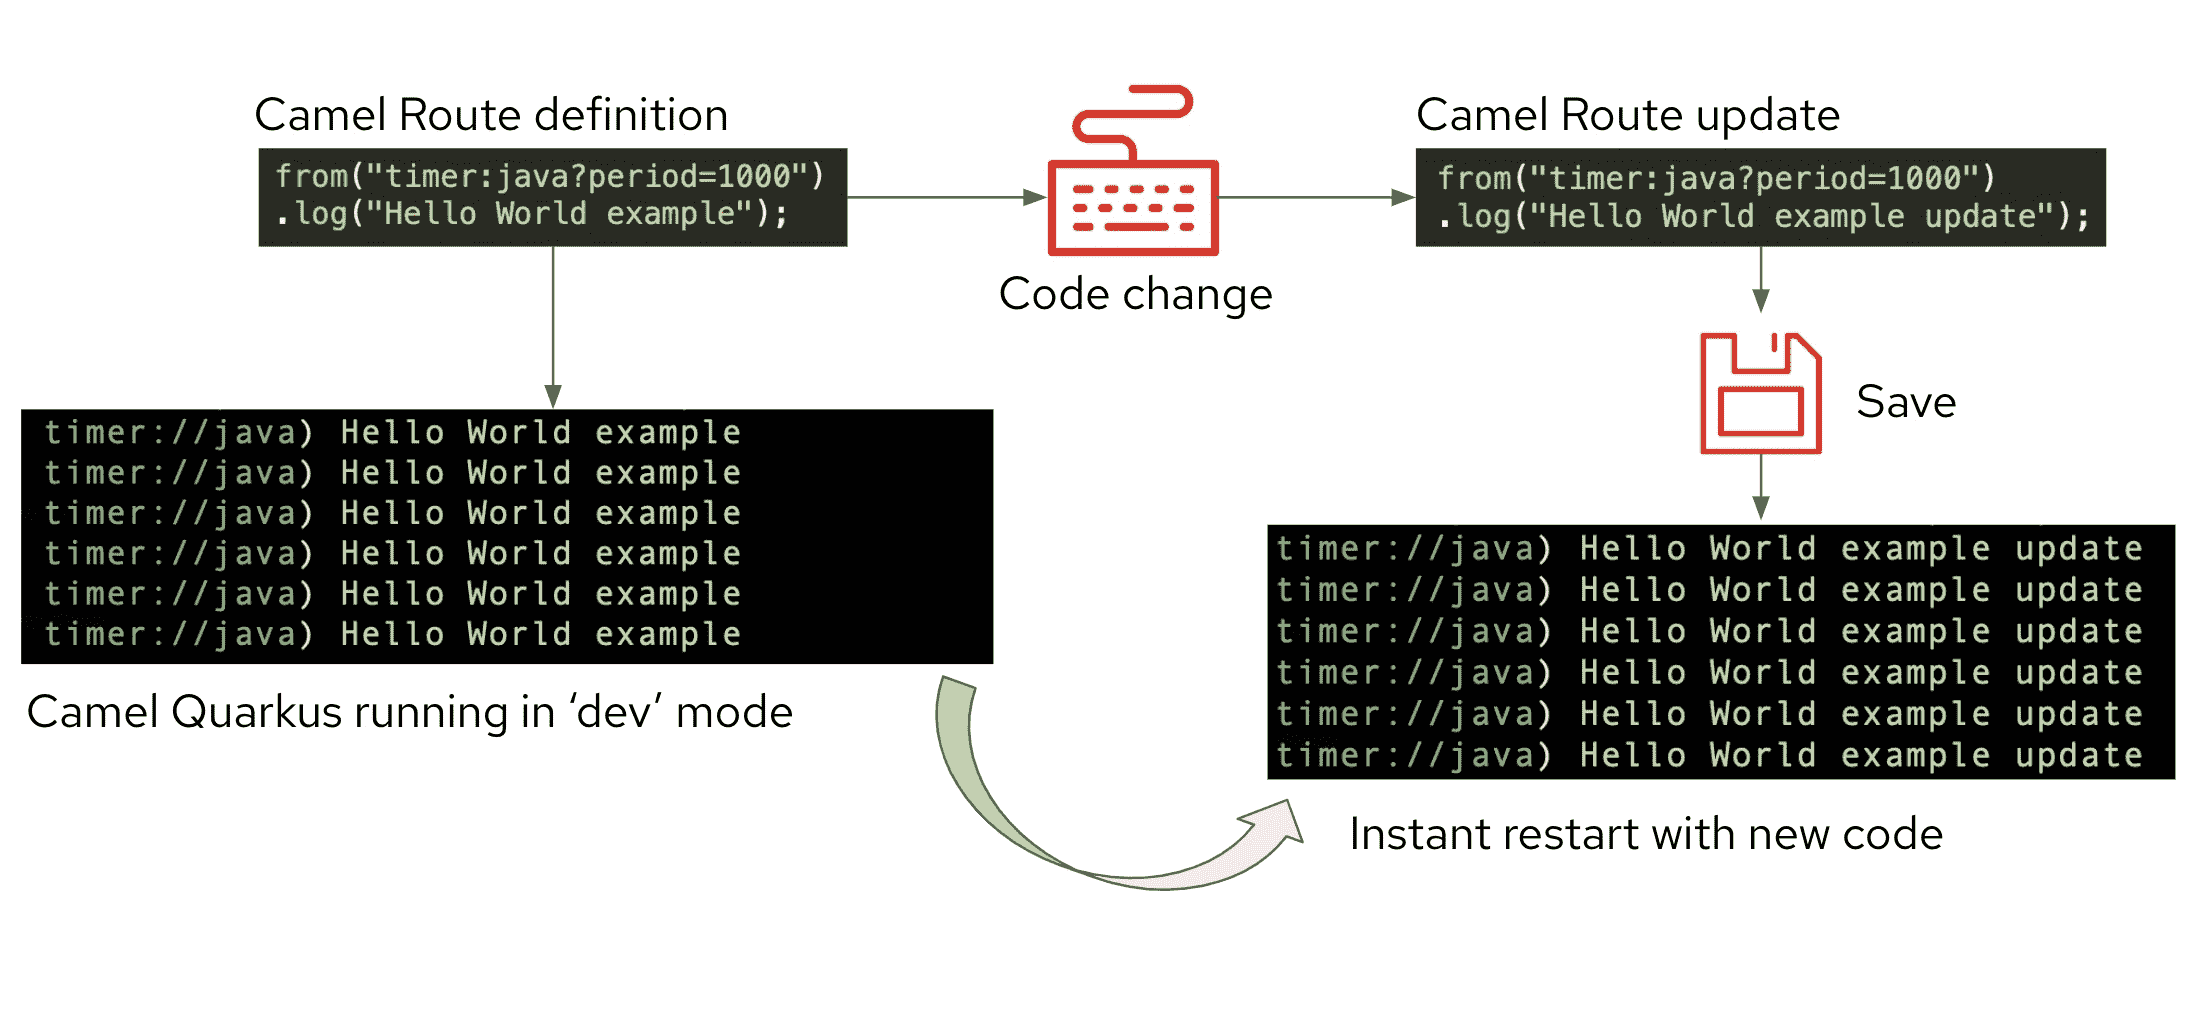 Camel Route definition
from("timer:java?period=1000")
.log("Hello World example");
Code change
Camel Route update
from("timer:java?period=1000")
.log("Hello World example update");
Save
timer://java) Hello World example
timer://java) Hello World example
timer://java) Hello World example
timer://java) Hello World example
timer://java) Hello World example
timer://java) Hello World example
Camel Quarkus running in ‘dev’ mode
timer://java) Hello World example update
timer://java) Hello World example update
timer://java) Hello World example update
timer://java) Hello World example update
timer://java) Hello World example update
timer://java) Hello World example update
Instant restart with new code